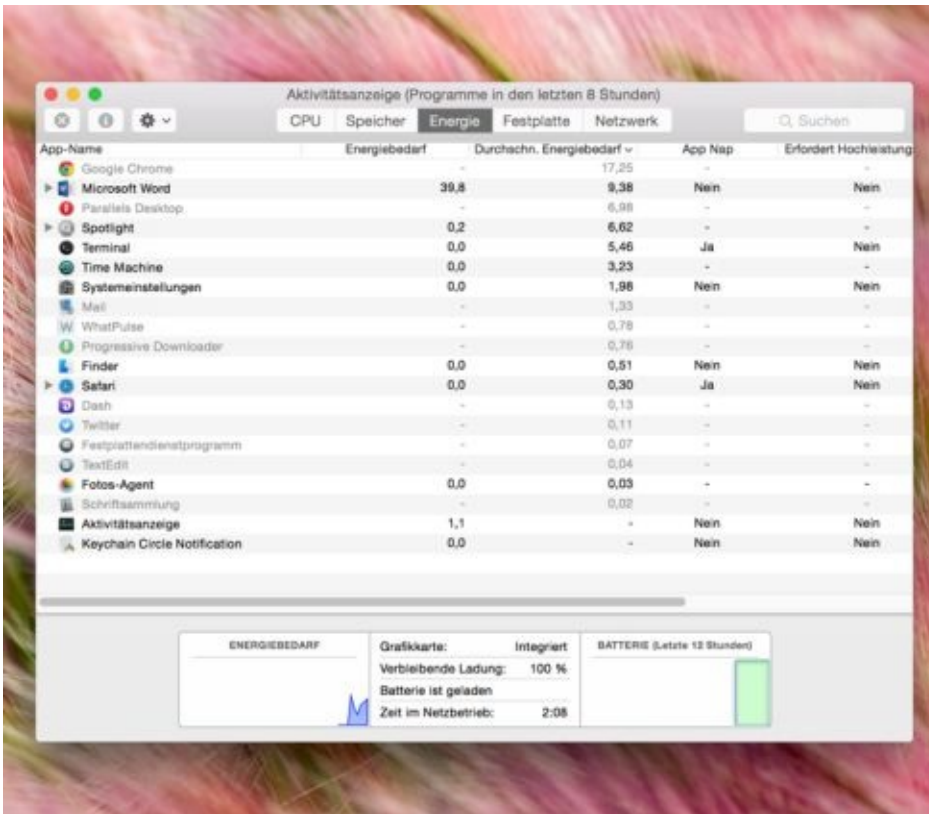 Aktivitätsanzeige (Programme in den letzten 8 Stunden)
CPU Speicher Energie Festplatte Netzwerk Suchen
App-Name Energiebedarf Durchschn. Energiebedarf App Nap Erfordert Hochleistung
Google Chrome - 17,25 - -
Microsoft Word 39,8 9,38 Nein Nein
Parallels Desktop - 6,98 - -
Spotlight 0,2 6,62 - -
Terminal 0,0 5,46 Ja Nein
Time Machine 0,0 3,23 - -
Systemeinstellungen 0,0 1,98 Nein Nein
Mail - 1,33 - -
WhatPulse - 0,78 - -
Progressive Downloader - 0,76 - -
Finder 0,0 0,51 Nein Nein
Safari 0,0 0,30 Ja Nein
Dash - 0,13 - -
Twitter - 0,11 - -
Festplattendienstprogramm - 0,07 - -
TextEdit - 0,04 - -
Fotos-Agent 0,0 0,03 - -
Schriftsammlung - 0,02 - -
Aktivitätsanzeige 1,1 - Nein Nein
Keychain Circle Notification 0,0 - Nein Nein
ENERGIEBEDARF
Grafikkarte: Integriert
Verbleibende Ladung: 100 %
Batterie ist geladen
Zeit im Netzbetrieb: 2:08
BATTERIE (Letzte 12 Stunden)